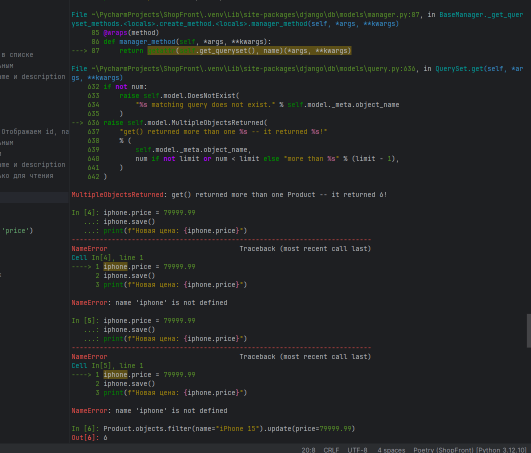 File ~\PycharmProjects\ShopFront\.venv\Lib\site-packages\django\db\models\manager.py:87, in BaseManager._get_quer
yset_methods.<locals>.create_method.<locals>.manager_method(self, *args, **kwargs)
85 @wraps(method)
86 def manager_method(self, *args, **kwargs):
---> 87 return (.get_queryset(), name)(*args, **kwargs)
File ~\PycharmProjects\ShopFront\.venv\Lib\site-packages\django\db\models\query.py:636, in QuerySet.get(self, *ar
gs, **kwargs)
632 if not num:
633 raise self.model.DoesNotExist(
634 "%s matching query does not exist." % self.model._meta.object_name
635 )
--> 636 raise self.model.MultipleObjectsReturned(
637 "get() returned more than one %s -- it returned %s!"
638 % (
639 self.model._meta.object_name,
640 num if not limit or num < limit else "more than %s" % (limit - 1),
641 )
642 )
MultipleObjectsReturned: get() returned more than one Product -- it returned 6!
In [4]: iphone.price = 79999.99
...: iphone.save()
...: print(f"Новая цена: {iphone.price}")
---------------------------------------------------------------------------
NameError Traceback (most recent call last)
Cell In[4], line 1
----> 1 iphone.price = 79999.99
2 iphone.save()
3 print(f"Новая цена: {iphone.price}")
NameError: name 'iphone' is not defined
In [5]: iphone.price = 79999.99
...: iphone.save()
...: print(f"Новая цена: {iphone.price}")
---------------------------------------------------------------------------
NameError Traceback (most recent call last)
Cell In[5], line 1
----> 1 iphone.price = 79999.99
2 iphone.save()
3 print(f"Новая цена: {iphone.price}")
NameError: name 'iphone' is not defined
In [6]: Product.objects.filter(name="iPhone 15").update(price=79999.99)
Out[6]: 6
в списке
ame и description
Отображаем id, na
ame и description
ко для чтения
'price')
20:8 CRLF UTF-8 4 spaces Poetry (ShopFront) [Python 3.12.10]